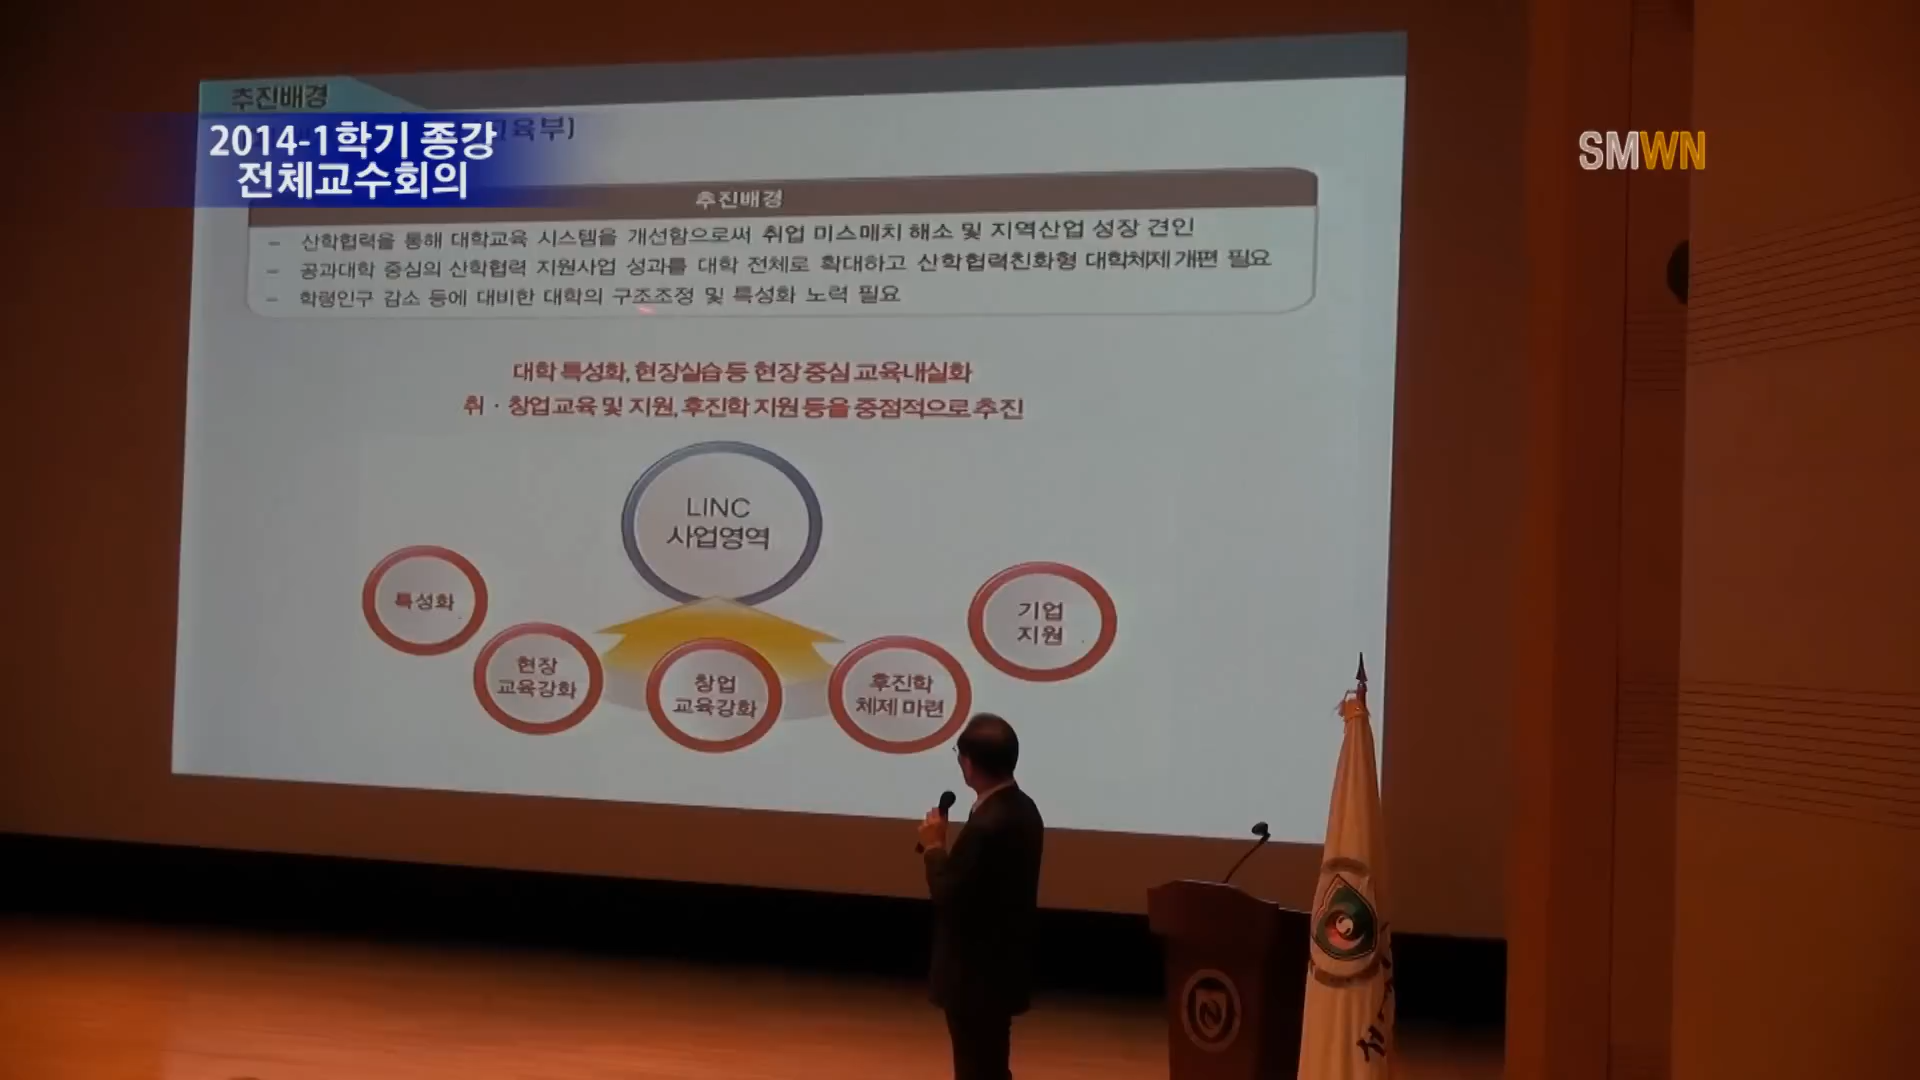 추진배경
2014-1학기 종강
전체교수회의
교육부)
SMWN
추진배경
- 산학협력을 통해 대학교육 시스템을 개선함으로써 취업 미스매치 해소 및 지역산업 성장 견인
- 공과대학 중심의 산학협력 지원사업 성과를 대학 전체로 확대하고 산학협력친화형 대학체제 개편 필요
- 학령인구 감소 등에 대비한 대학의 구조조정 및 특성화 노력 필요
대학 특성화, 현장실습 등 현장 중심 교육 내실화
취 · 창업 교육 및 지원, 후진학 지원 등을 중점적으로 추진
LINC
사업영역
특성화
현장
교육강화
창업
교육강화
후진학
체제 마련
기업
지원